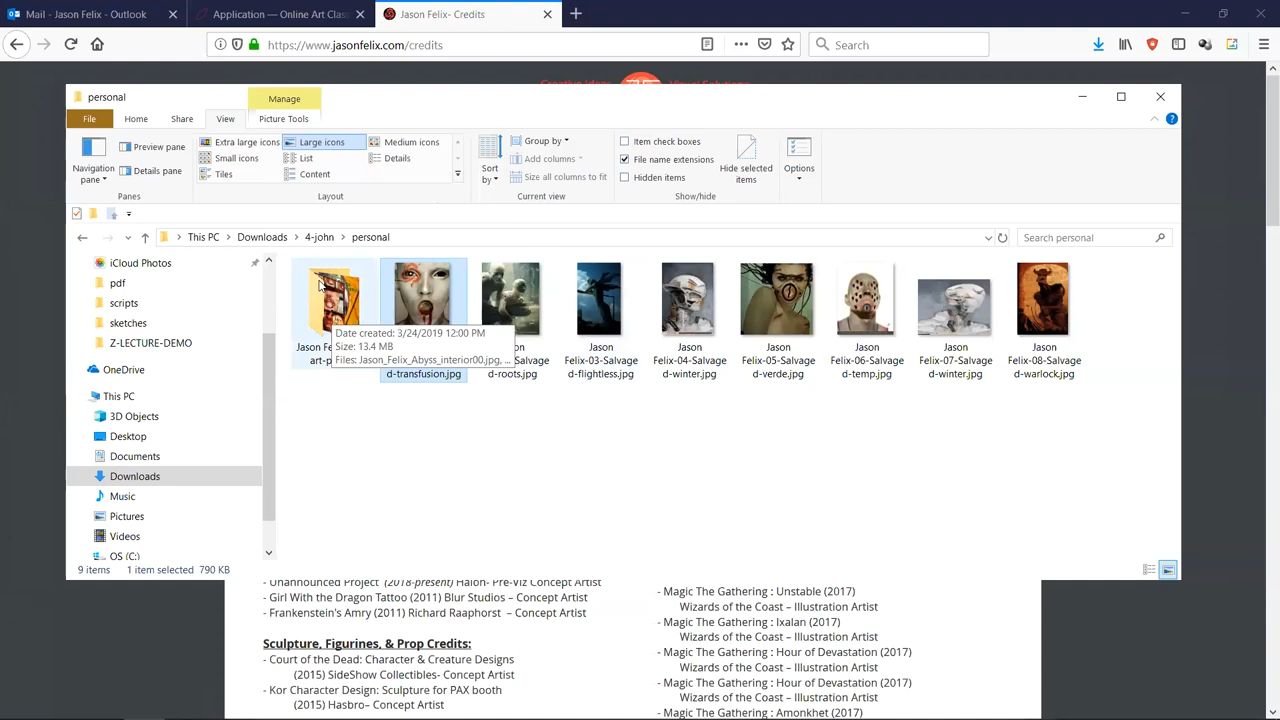 Mail - Jason Felix - Outlook
Application — Online Art Clas
Jason Felix- Credits
https://www.jasonfelix.com/credits
Search
personal
Manage
File
Home
Share
View
Picture Tools
Navigation pane
Preview pane
Details pane
Panes
Extra large icons
Large icons
Medium icons
Small icons
List
Details
Tiles
Content
Layout
Sort by
Group by
Add columns
Size all columns to fit
Current view
Item check boxes
File name extensions
Hidden items
Hide selected items
Show/hide
Options
This PC
Downloads
4-john
personal
Search personal
iCloud Photos
pdf
scripts
sketches
Z-LECTURE-DEMO
OneDrive
This PC
3D Objects
Desktop
Documents
Downloads
Music
Pictures
Videos
OS (C:)
Jason Fe
art-p
Date created: 3/24/2019 12:00 PM
Size: 13.4 MB
Files: Jason_Felix_Abyss_interior00.jpg, ...
d-transfusion.jpg
-Salvage
d-roots.jpg
Jason
Felix-03-Salvage
d-flightless.jpg
Jason
Felix-04-Salvage
d-winter.jpg
Jason
Felix-05-Salvage
d-verde.jpg
Jason
Felix-06-Salvage
d-temp.jpg
Jason
Felix-07-Salvage
d-winter.jpg
Jason
Felix-08-Salvage
d-warlock.jpg
9 items
1 item selected 790 KB
- Unannounced Project (2018-present) Halon- Pre-Viz Concept Artist
- Girl With the Dragon Tattoo (2011) Blur Studios – Concept Artist
- Frankenstein's Amry (2011) Richard Raaphorst – Concept Artist
Sculpture, Figurines, & Prop Credits:
- Court of the Dead: Character & Creature Designs
(2015) SideShow Collectibles- Concept Artist
- Kor Character Design: Sculpture for PAX booth
(2015) Hasbro– Concept Artist
- Magic The Gathering : Unstable (2017)
Wizards of the Coast – Illustration Artist
- Magic The Gathering : Ixalan (2017)
Wizards of the Coast – Illustration Artist
- Magic The Gathering : Hour of Devastation (2017)
Wizards of the Coast – Illustration Artist
- Magic The Gathering : Hour of Devastation (2017)
Wizards of the Coast – Illustration Artist
- Magic The Gathering : Amonkhet (2017)